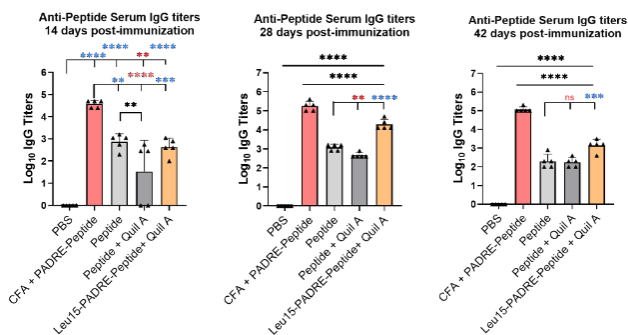 Anti-Peptide Serum IgG titers
14 days post-immunization
**** ****
**** **
****
** ***
**
Log10 IgG Titers
6
5
4
3
2
1
0
PBS
CFA + PADRE-Peptide
Peptide
Peptide + Quil A
Leu15-PADRE-Peptide+ Quil A
Anti-Peptide Serum IgG titers
28 days post-immunization
****
****
** ****
Log10 IgG Titers
7
6
5
4
3
2
1
0
PBS
CFA + PADRE-Peptide
Peptide
Peptide + Quil A
Leu15-PADRE-Peptide+ Quil A
Anti-Peptide Serum IgG titers
42 days post-immunization
****
****
ns ***
Log10 IgG Titers
7
6
5
4
3
2
1
0
PBS
CFA + PADRE-Peptide
Peptide
Peptide + Quil A
Leu15-PADRE-Peptide+ Quil A